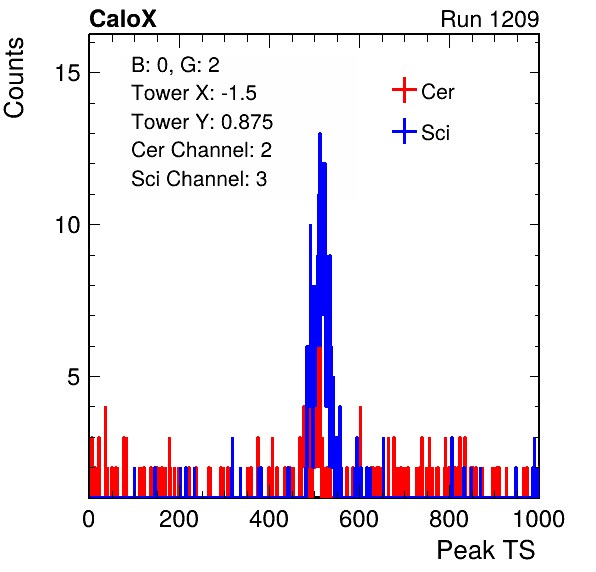 CaloX Run 1209
Counts
B: 0, G: 2
Tower X: -1.5
Tower Y: 0.875
Cer Channel: 2
Sci Channel: 3
Cer
Sci
15
10
5
0 200 400 600 800 1000
Peak TS